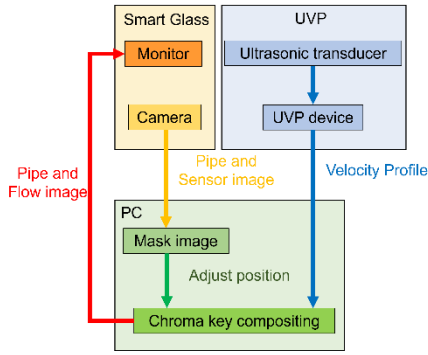 Smart Glass
UVP
Monitor
Ultrasonic transducer
Camera
UVP device
Pipe and
Flow image
Pipe and
Sensor image
Velocity Profile
PC
Mask image
Adjust position
Chroma key compositing